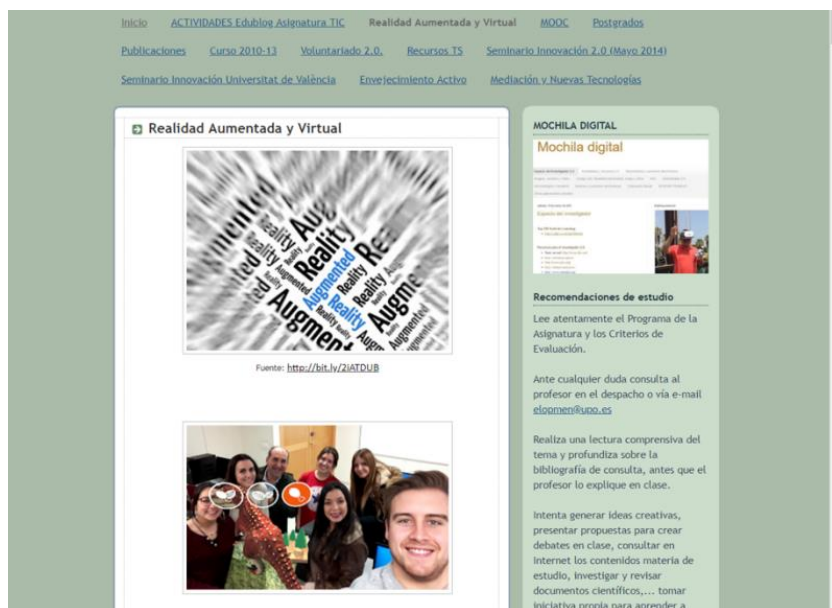 Inicio ACTIVIDADES Edublog Asignatura TIC Realidad Aumentada y Virtual MOOC Postgrados
Publicaciones Curso 2010-13 Voluntariado 2.0. Recursos TS Seminario Innovación 2.0 (Mayo 2014)
Seminario Innovación Universitat de València Envejecimiento Activo Mediación y Nuevas Tecnologías
Realidad Aumentada y Virtual
Augmented
Reality
Fuente: http://bit.ly/2iATDUB
MOCHILA DIGITAL
Mochila digital
Recomendaciones de estudio
Lee atentamente el Programa de la
Asignatura y los Criterios de
Evaluación.
Ante cualquier duda consulta al
profesor en el despacho o vía e-mail
elopmen@upo.es
Realiza una lectura comprensiva del
tema y profundiza sobre la
bibliografía de consulta, antes que el
profesor lo explique en clase.
Intenta generar ideas creativas,
presentar propuestas para crear
debates en clase, consultar en
Internet los contenidos materia de
estudio, investigar y revisar
documentos científicos,... tomar
iniciativa propia para aprender a